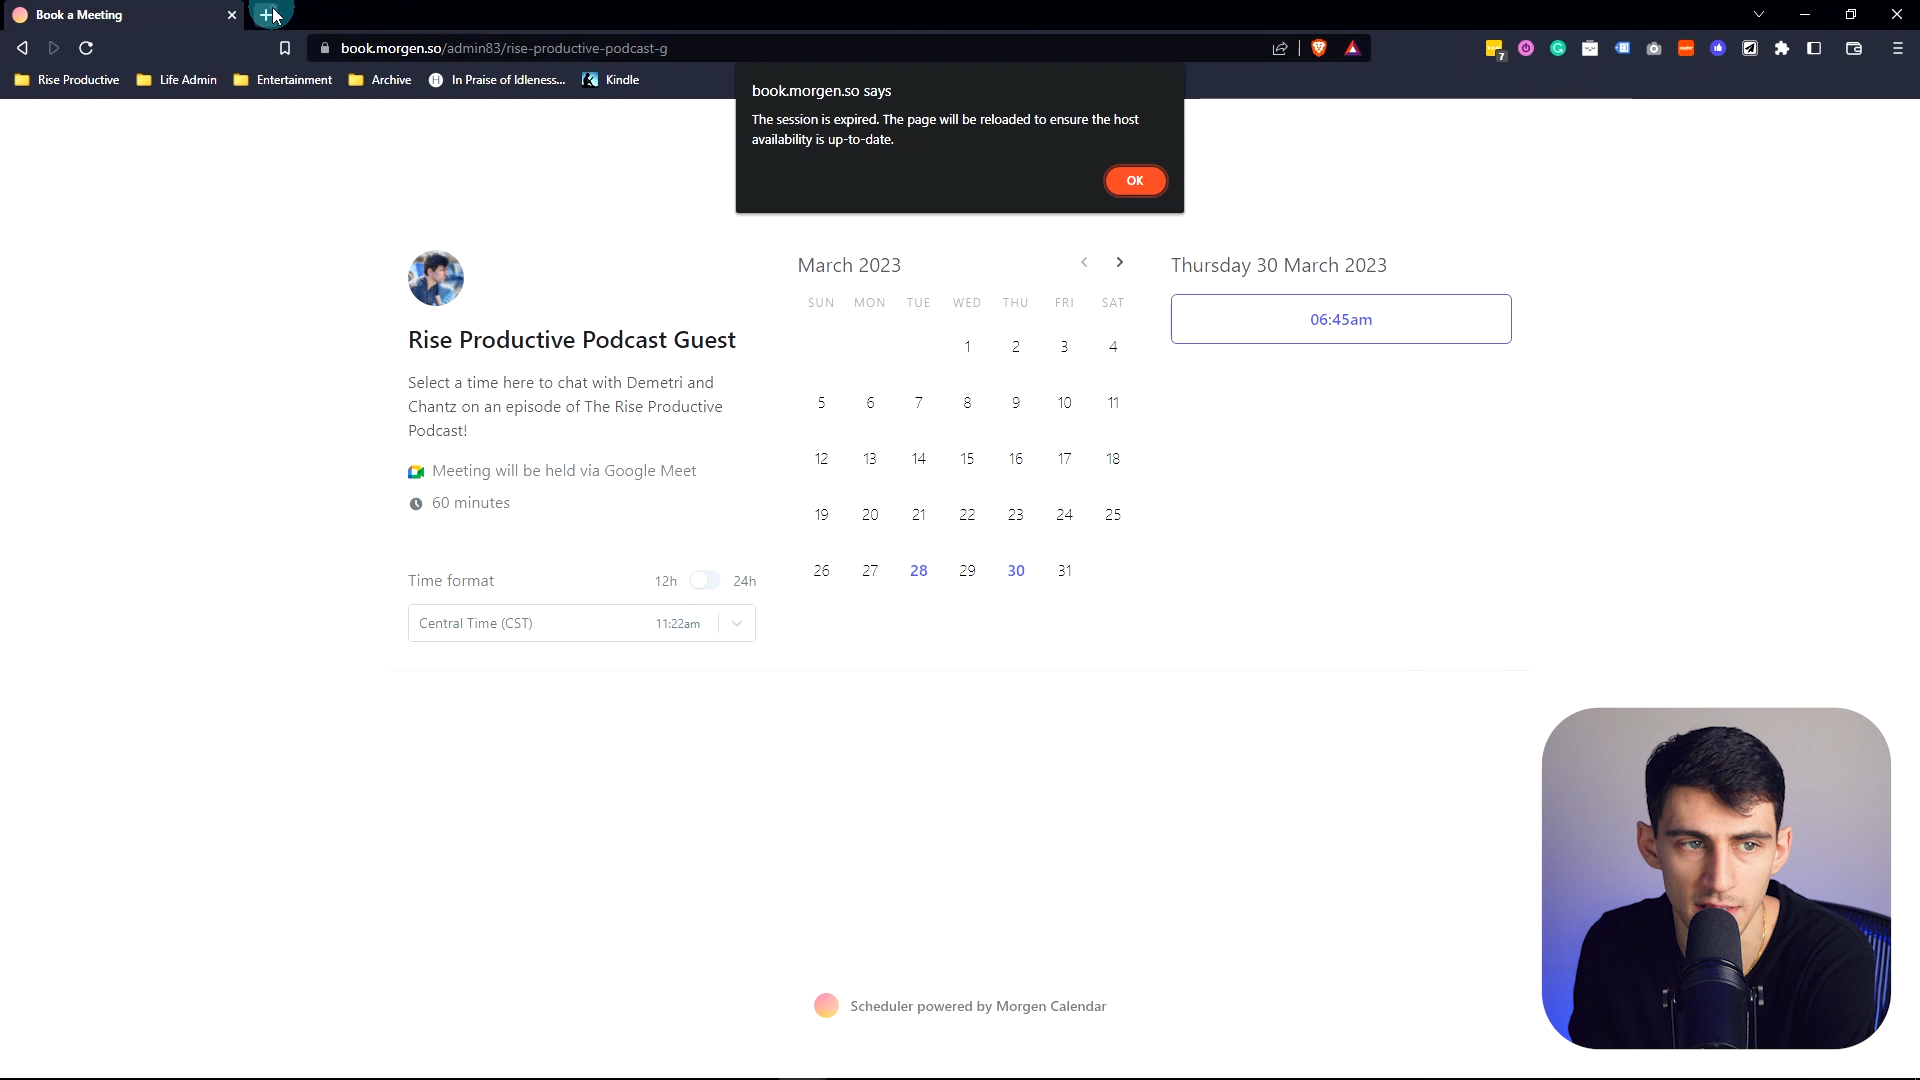 Book a Meeting
book.morgen.so/admin83/rise-productive-podcast-g
7
Rise Productive
Life Admin
Entertainment
Archive
In Praise of Idleness...
Kindle
book.morgen.so says
The session is expired. The page will be reloaded to ensure the host
availability is up-to-date.
OK
Rise Productive Podcast Guest
Select a time here to chat with Demetri and
Chantz on an episode of The Rise Productive
Podcast!
Meeting will be held via Google Meet
60 minutes
Time format 12h 24h
Central Time (CST) 11:22am
March 2023
SUN MON TUE WED THU FRI SAT
1 2 3 4
5 6 7 8 9 10 11
12 13 14 15 16 17 18
19 20 21 22 23 24 25
26 27 28 29 30 31
Thursday 30 March 2023
06:45am
Scheduler powered by Morgen Calendar